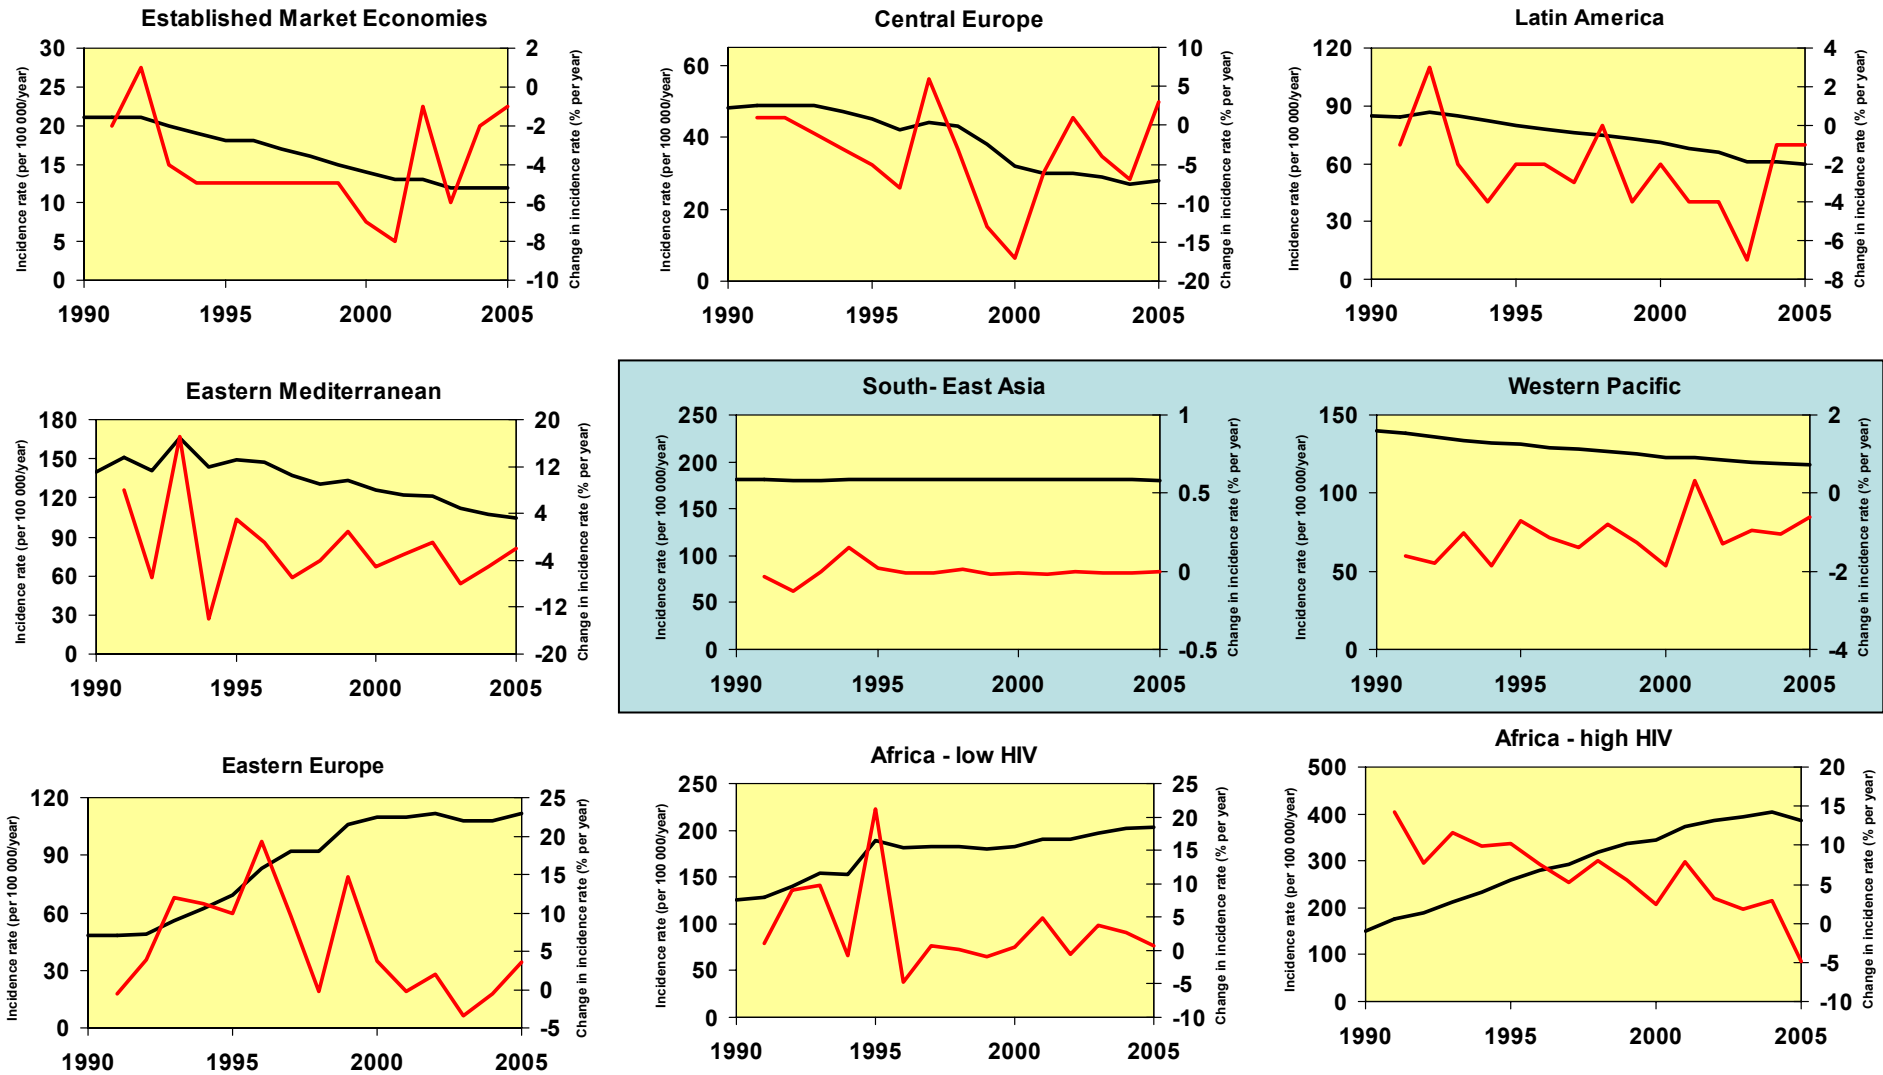 Established Market Economies
Incidence rate (per 100 000/year)
30
25
20
15
10
5
0
2
0
-2
-4
-6
-8
-10
Change in incidence rate (% per year)
1990 1995 2000 2005
Central Europe
Incidence rate (per 100 000/year)
60
40
20
0
10
5
0
-5
-10
-15
-20
Change in incidence rate (% per year)
1990 1995 2000 2005
Latin America
Incidence rate (per 100 000/year)
120
90
60
30
0
4
2
0
-2
-4
-6
-8
Change in incidence rate (% per year)
1990 1995 2000 2005
Eastern Mediterranean
Incidence rate (per 100 000/year)
180
150
120
90
60
30
0
20
12
4
-4
-12
-20
Change in incidence rate (% per year)
1990 1995 2000 2005
South- East Asia
Incidence rate (per 100 000/year)
250
200
150
100
50
0
1
0.5
0
-0.5
Change in incidence rate (% per year)
1990 1995 2000 2005
Western Pacific
Incidence rate (per 100 000/year)
150
100
50
0
2
0
-2
-4
Change in incidence rate (% per year)
1990 1995 2000 2005
Eastern Europe
Incidence rate (per 100 000/year)
120
90
60
30
0
25
20
15
10
5
0
-5
Change in incidence rate (% per year)
1990 1995 2000 2005
Africa - low HIV
Incidence rate (per 100 000/year)
250
200
150
100
50
0
25
20
15
10
5
0
-5
-10
Change in incidence rate (% per year)
1990 1995 2000 2005
Africa - high HIV
Incidence rate (per 100 000/year)
500
400
300
200
100
0
20
15
10
5
0
-5
-10
Change in incidence rate (% per year)
1990 1995 2000 2005